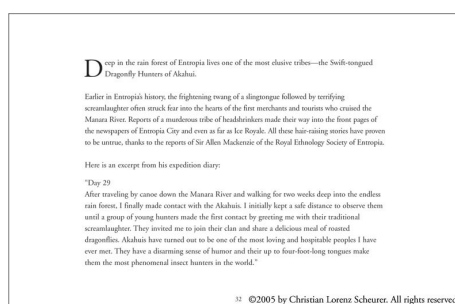 Deep in the rain forest of Entropia lives one of the most elusive tribes—the Swift-tongued
Dragonfly Hunters of Akahui.
Earlier in Entropia's history, the frightening twang of a slingtongue followed by terrifying
screamlaughter often struck fear into the hearts of the first merchants and tourists who cruised the
Manara River. Reports of a murderous tribe of headshrinkers made their way into the front pages of
the newspapers of Entropia City and even as far as Ice Royale. All these hair-raising stories have proven
to be untrue, thanks to the reports of Sir Allen Mackenzie of the Royal Ethnology Society of Entropia.
Here is an excerpt from his expedition diary:
"Day 29
After traveling by canoe down the Manara River and walking for two weeks deep into the endless
rain forest, I finally made contact with the Akahuis. I initially kept a safe distance to observe them
until a group of young hunters made the first contact by greeting me with their traditional
screamlaughter. They invited me to join their clan and share a delicious meal of roasted
dragonflies. Akahuis have turned out to be one of the most loving and hospitable peoples I have
ever met. They have a disarming sense of humor and their up to four-foot-long tongues make
them the most phenomenal insect hunters in the world."
32 ©2005 by Christian Lorenz Scheurer. All rights reserved